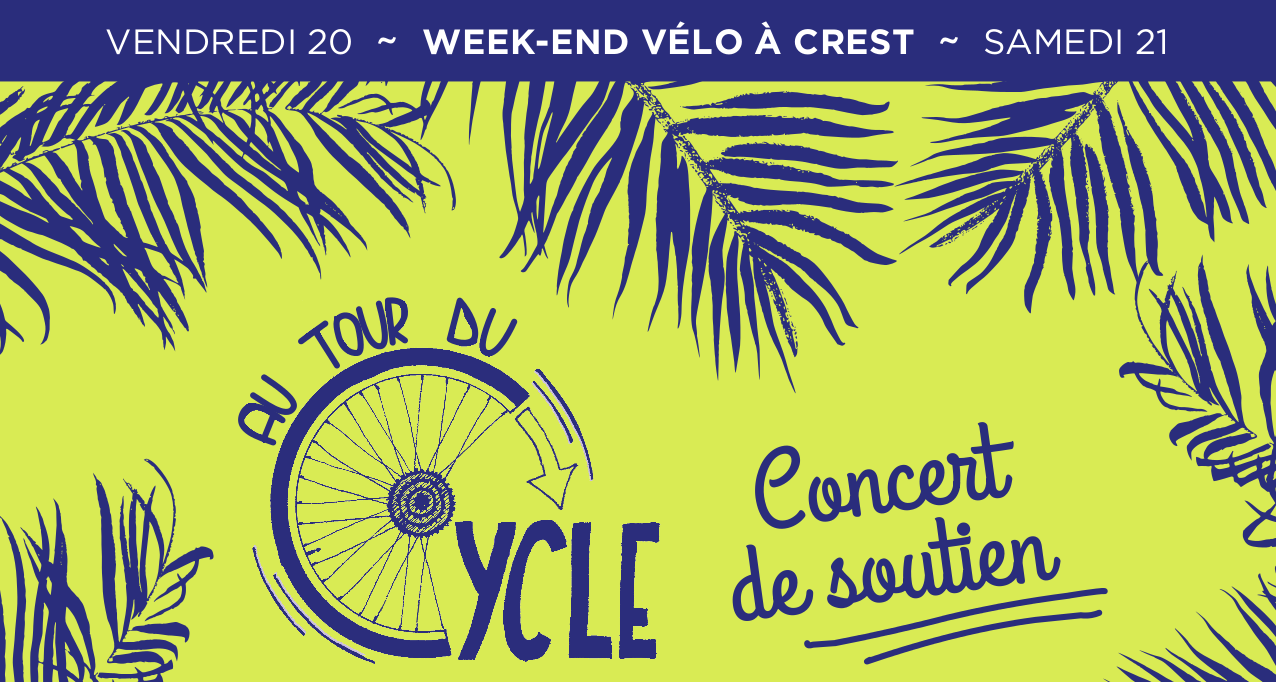 VENDREDI 20 ~ WEEK-END VÉLO À CREST ~ SAMEDI 21
AU TOUR DU
CYCLE
Concert
de soutien